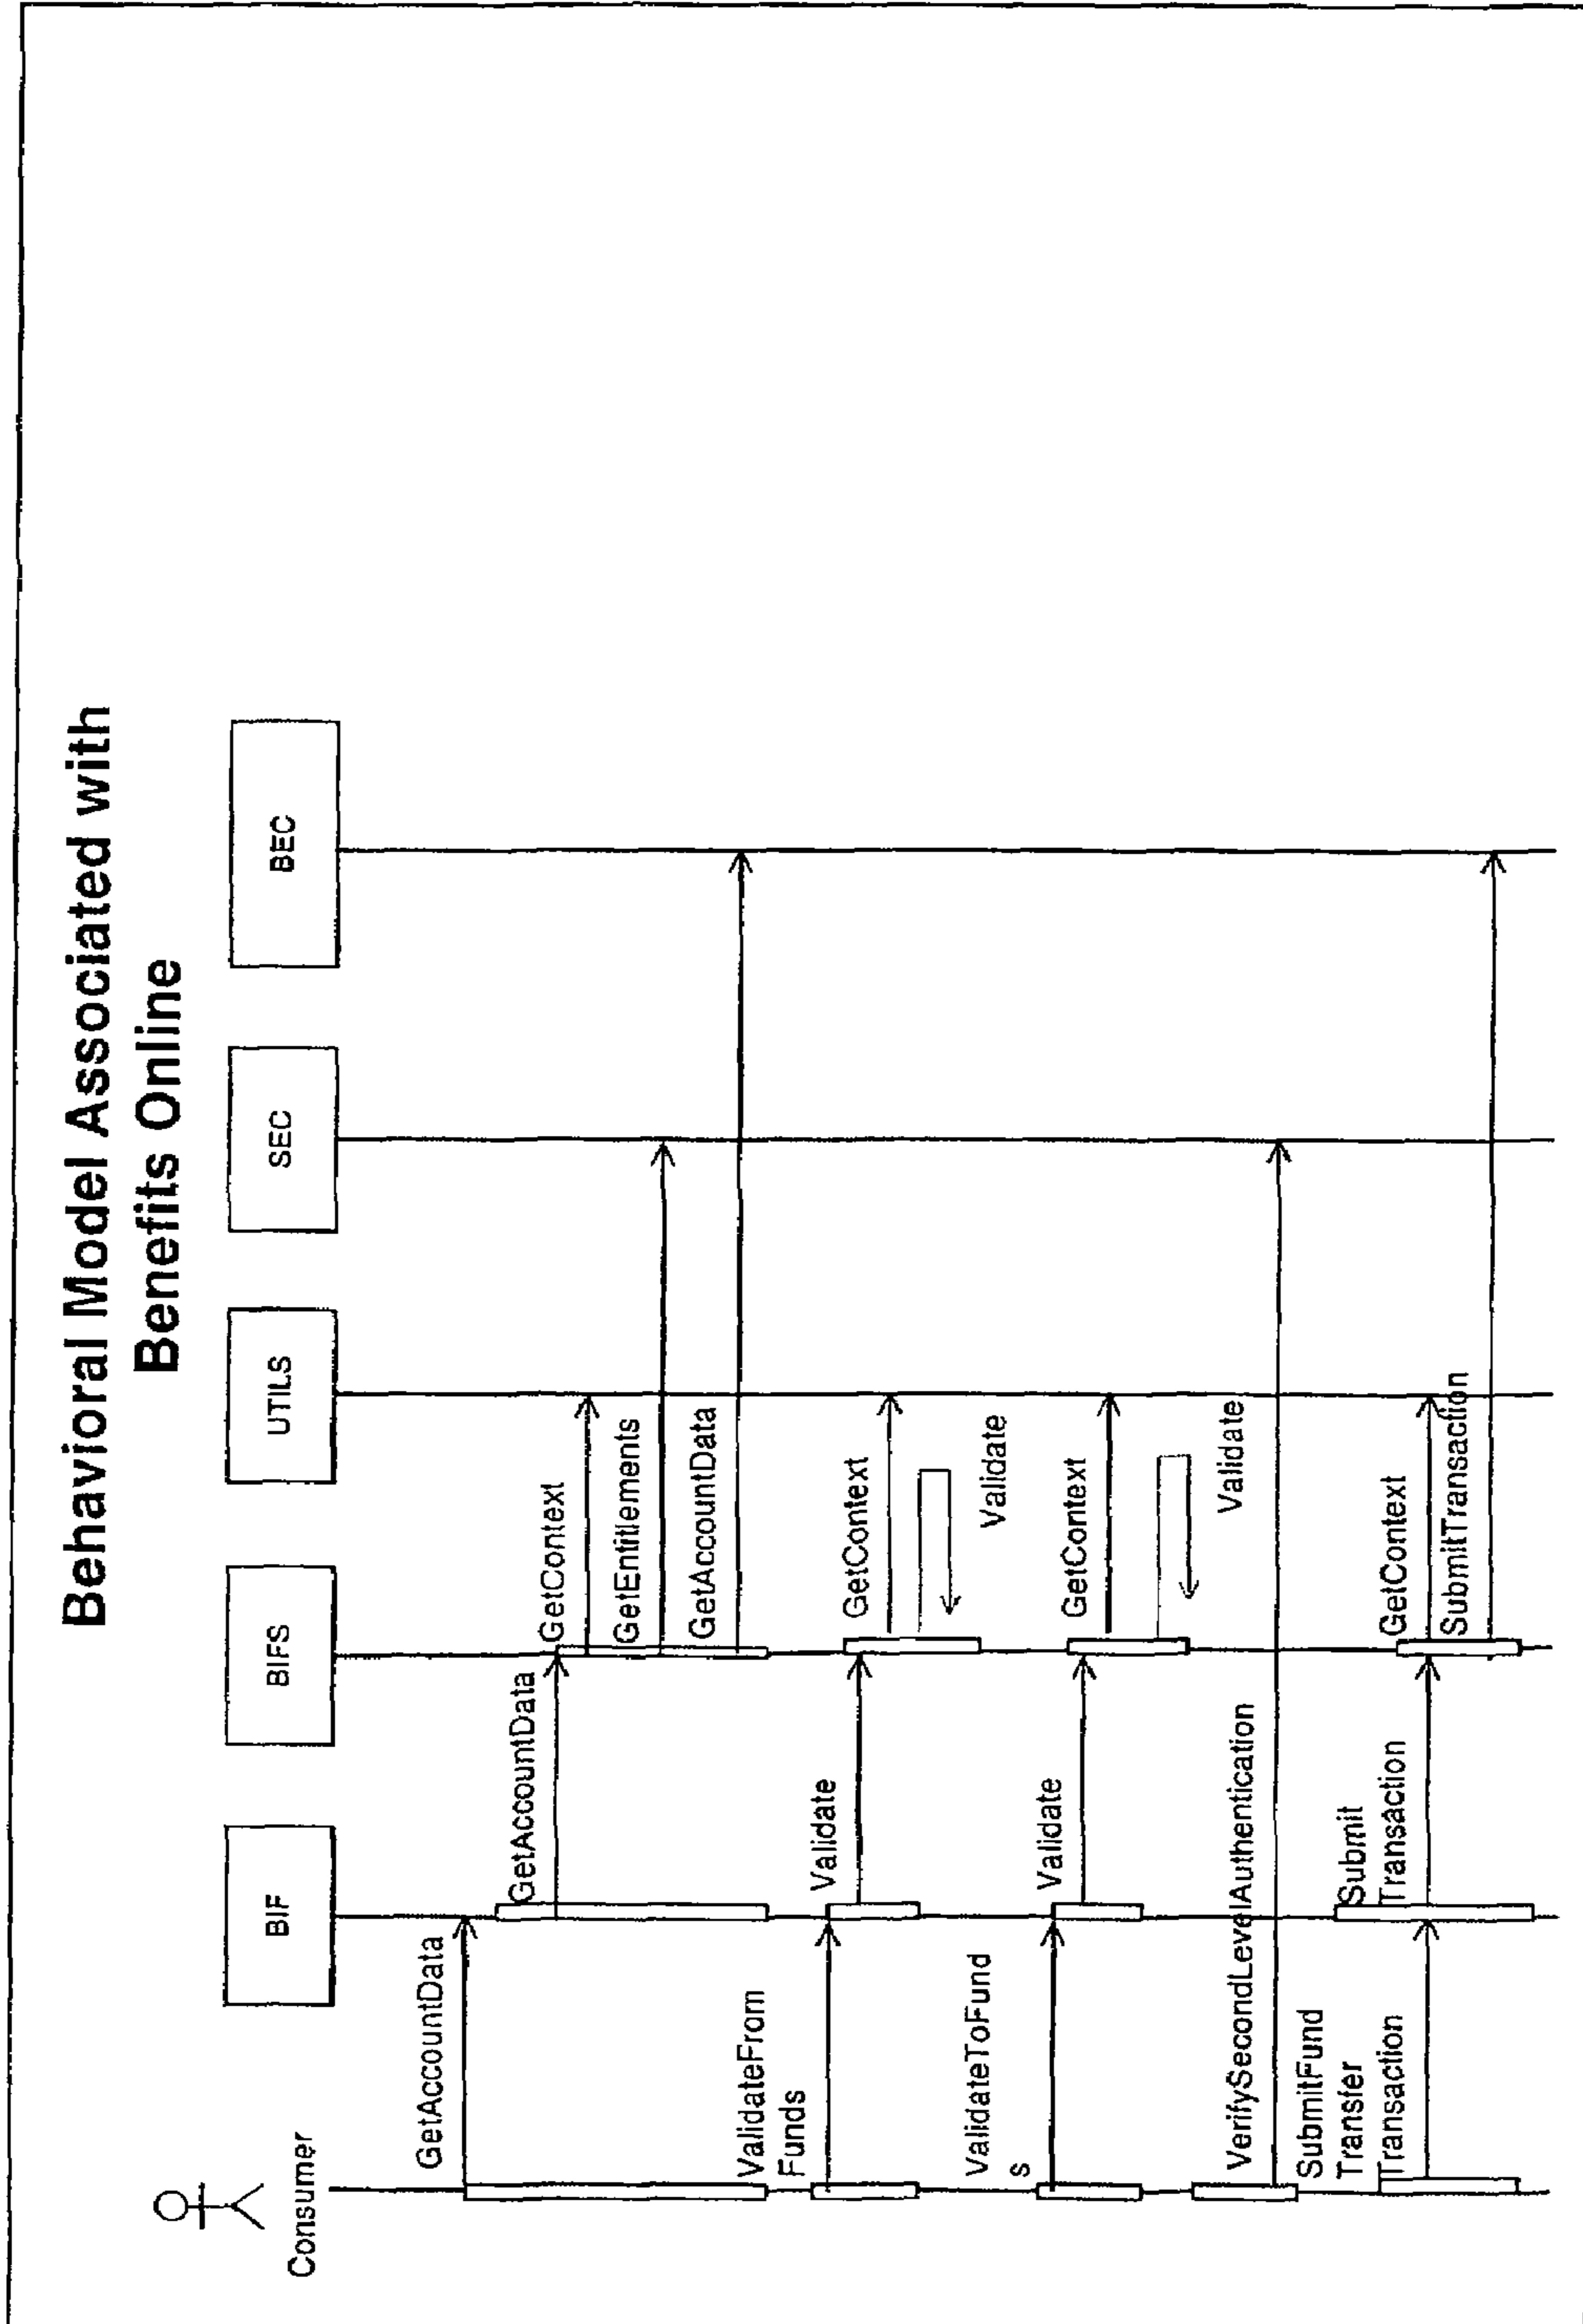 Behavioral Model Associated with
Benefits Online
Consumer
BIF
BIFS
UTILS
SEC
BEC
GetAccountData
GetAccountData
GetContext
GetEntitlements
GetAccountData
ValidateFrom
Funds
Validate
GetContext
Validate
ValidateToFund
s
Validate
GetContext
Validate
VerifySecondLevelAuthentication
SubmitFund
Transfer
Transaction
Submit
Transaction
GetContext
SubmitTransaction